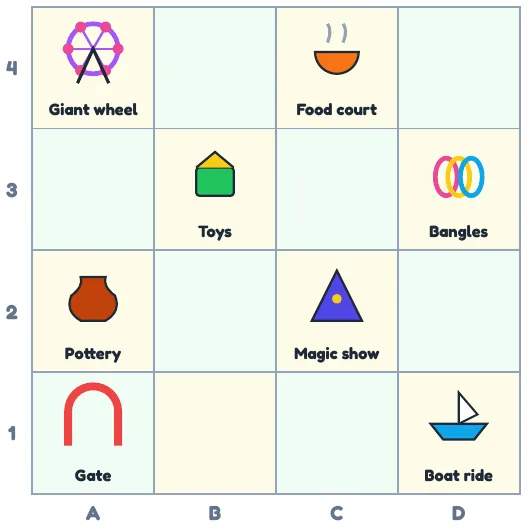 4
Giant wheel
Food court
3
Toys
Bangles
2
Pottery
Magic show
1
Gate
Boat ride
A B C D